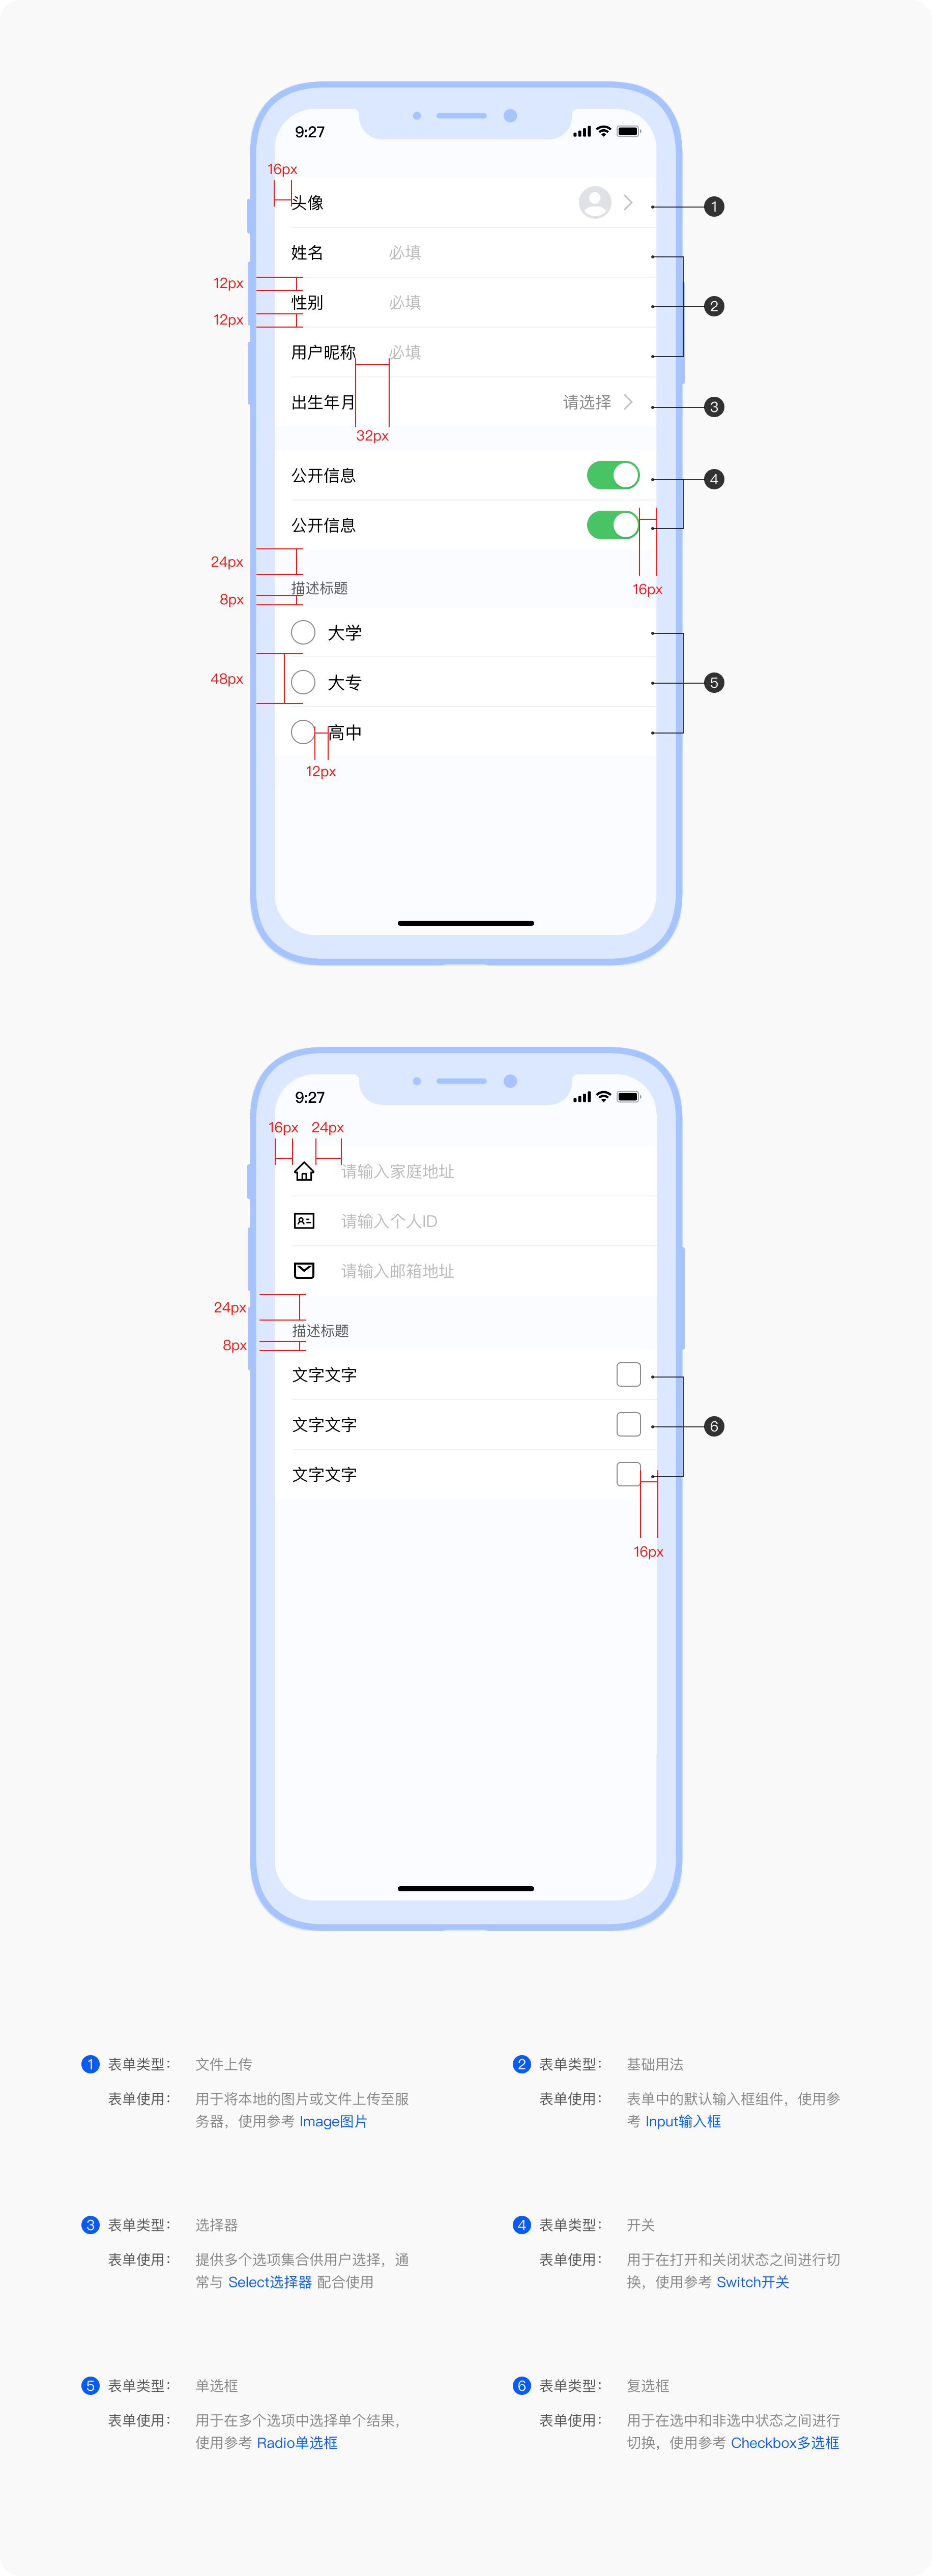 9:27
16px
头像
1
姓名 必填
12px
性别 必填
2
12px
用户昵称 必填
出生年月 请选择
3
32px
公开信息
4
公开信息
24px
描述标题
16px
8px
大学
48px
大专
5
高中
12px
9:27
16px 24px
请输入家庭地址
请输入个人ID
请输入邮箱地址
24px
描述标题
8px
文字文字
文字文字
6
文字文字
16px
1 表单类型： 文件上传
表单使用： 用于将本地的图片或文件上传至服
务器，使用参考 Image图片
2 表单类型： 基础用法
表单使用： 表单中的默认输入框组件，使用参
考 Input输入框
3 表单类型： 选择器
表单使用： 提供多个选项集合供用户选择，通
常与 Select选择器 配合使用
4 表单类型： 开关
表单使用： 用于在打开和关闭状态之间进行切
换，使用参考 Switch开关
5 表单类型： 单选框
表单使用： 用于在多个选项中选择单个结果，
使用参考 Radio单选框
6 表单类型： 复选框
表单使用： 用于在选中和非选中状态之间进行
切换，使用参考 Checkbox多选框